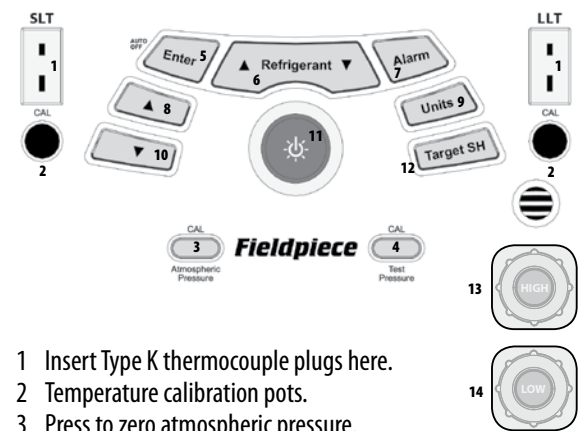 SLT
LLT
AUTO OFF
Enter 5
▲ Refrigerant ▼
6
Alarm
7
1
1
▲ 8
Units 9
CAL
CAL
11
▼ 10
12 Target SH
2
2
CAL
3
Fieldpiece
CAL
4
Atmospheric
Pressure
Test
Pressure
13 HIGH
14 LOW
1 Insert Type K thermocouple plugs here.
2 Temperature calibration pots.
3 Press to zero atmospheric pressure.